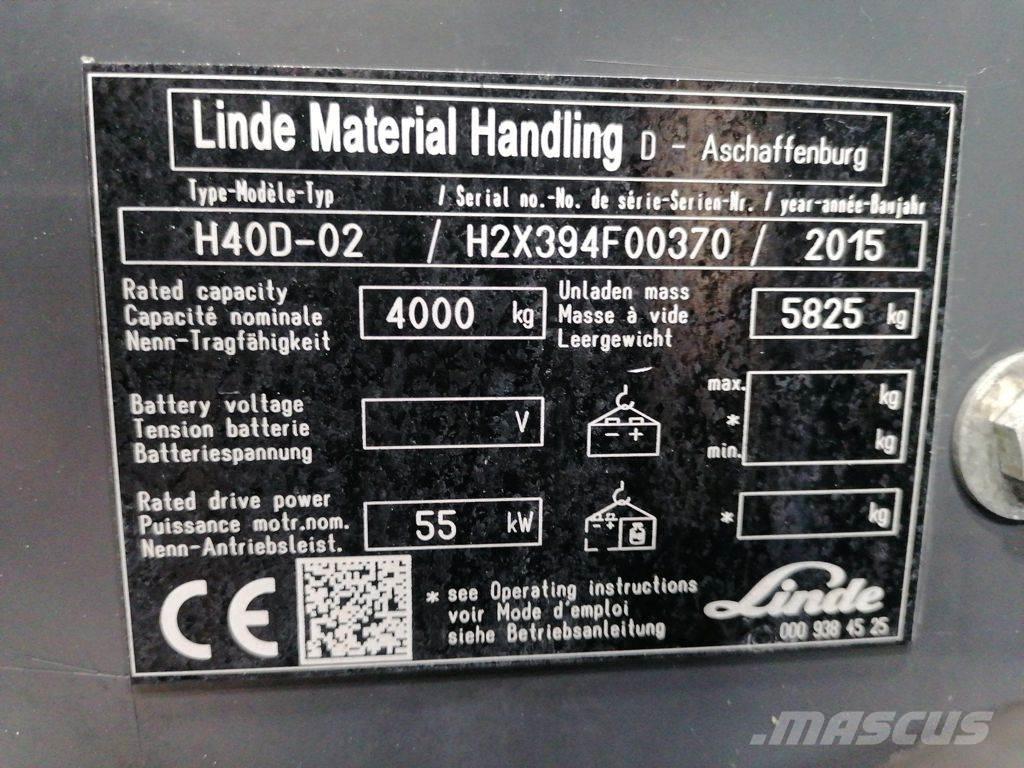 Linde Material Handling D - Aschaffenburg
Type-Modèle-Typ / Serial no.-No. de série-Serien-Nr. / year-année-Baujahr
H40D-02 / H2X394F00370 / 2015
Rated capacity
Capacité nominale
Nenn-Tragfähigkeit
4000 kg
Unladen mass
Masse à vide
Leergewicht
5825 kg
Battery voltage
Tension batterie
Batteriespannung
V
- +
max. kg
*
min. kg
Rated drive power
Puissance motr.nom.
Nenn-Antriebsleist.
55 kW
- +
* kg
CE
* see Operating instructions
voir Mode d'emploi
siehe Betriebsanleitung
Linde
000 938 45 25
.MASCUS